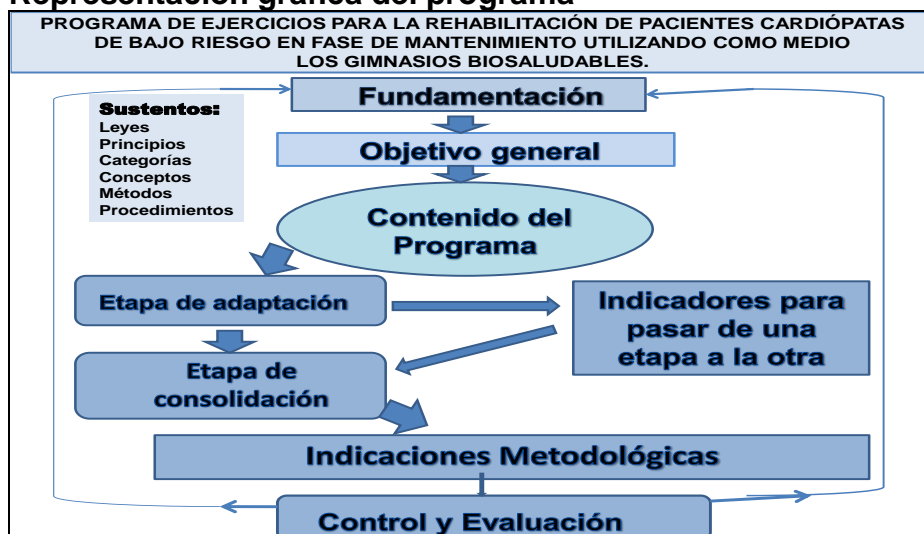 Representación gráfica del programa
PROGRAMA DE EJERCICIOS PARA LA REHABILITACIÓN DE PACIENTES CARDIÓPATAS
DE BAJO RIESGO EN FASE DE MANTENIMIENTO UTILIZANDO COMO MEDIO
LOS GIMNASIOS BIOSALUDABLES.
Fundamentación
Sustentos:
Leyes
Principios
Categorías
Conceptos
Métodos
Procedimientos
Objetivo general
Contenido del
Programa
Etapa de adaptación
Indicadores para
pasar de una
etapa a la otra
Etapa de
consolidación
Indicaciones Metodológicas
Control y Evaluación